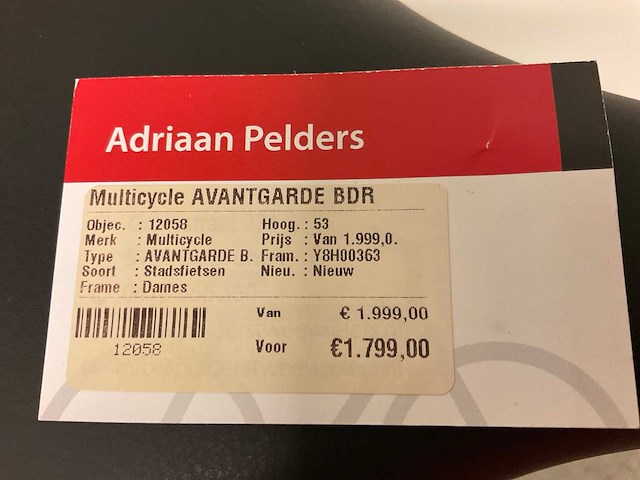 Adriaan Pelders
Multicycle AVANTGARDE BDR
Objec. : 12058 Hoog. : 53
Merk : Multicycle Prijs : Van 1.999,0.
Type : AVANTGARDE B. Fram. : Y8H00363
Soort : Stadsfietsen Nieu. : Nieuw
Frame : Dames
Van € 1.999,00
12058 Voor €1.799,00